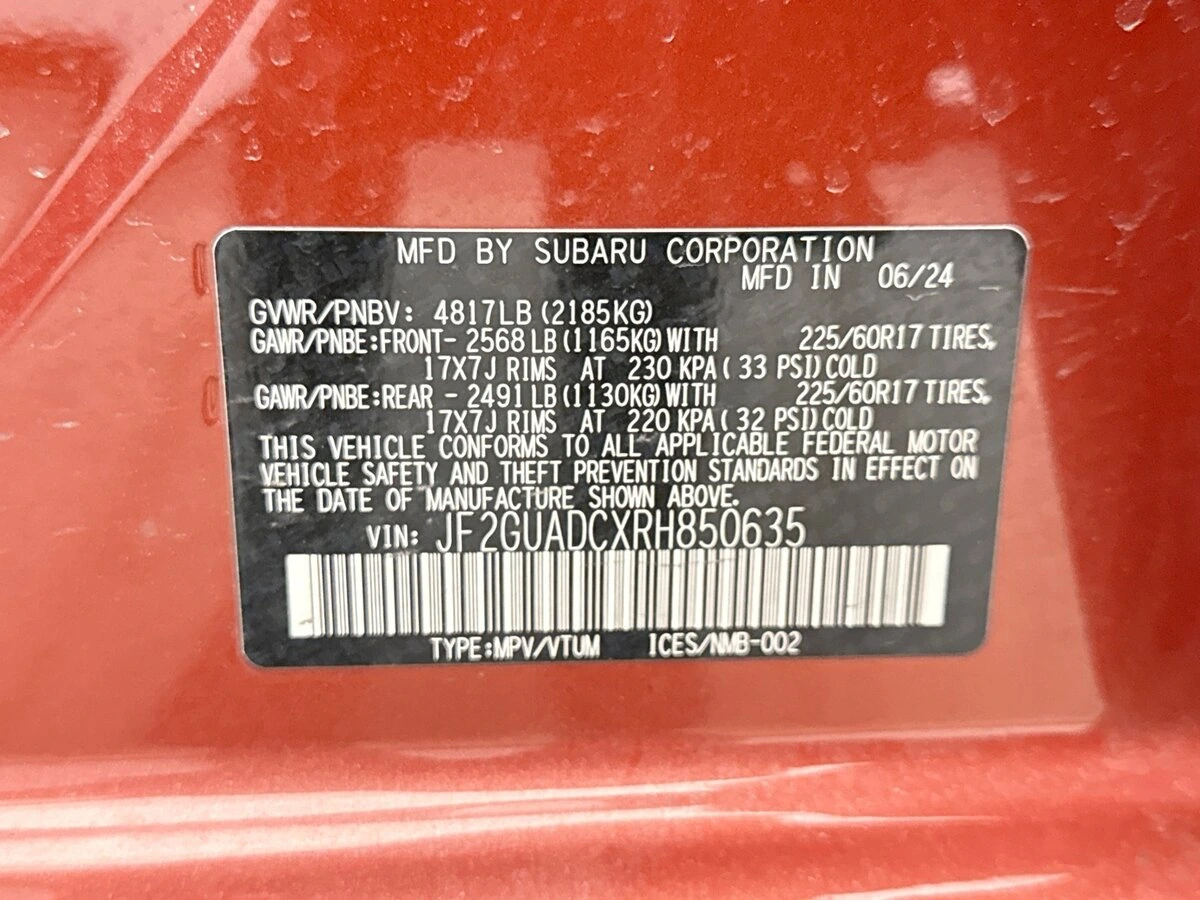 MFD BY SUBARU CORPORATION
MFD IN 06/24
GVWR/PNBV: 4817LB (2185KG)
GAWR/PNBE:FRONT- 2568 LB (1165KG) WITH 225/60R17 TIRES,
17X7J RIMS AT 230 KPA ( 33 PSI) COLD
GAWR/PNBE:REAR - 2491 LB (1130KG) WITH 225/60R17 TIRES,
17X7J RIMS AT 220 KPA ( 32 PSI) COLD
THIS VEHICLE CONFORMS TO ALL APPLICABLE FEDERAL MOTOR
VEHICLE SAFETY AND THEFT PREVENTION STANDARDS IN EFFECT ON
THE DATE OF MANUFACTURE SHOWN ABOVE.
VIN: JF2GUADCXRH850635
TYPE:MPV/VTUM ICES/NMB-002